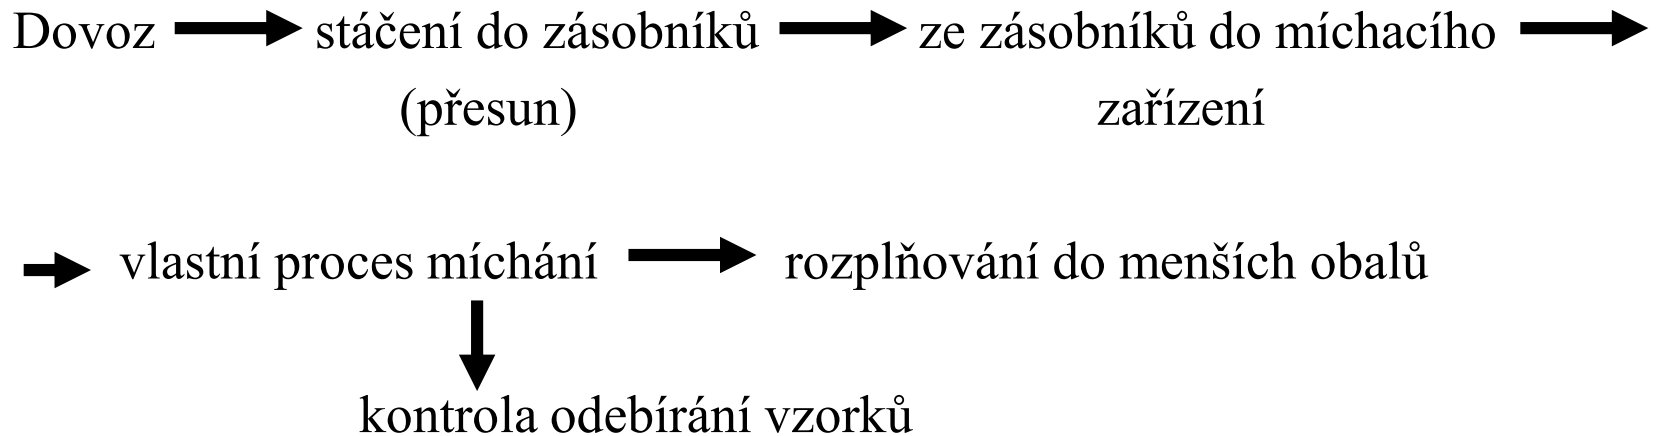 Dovoz stáčení do zásobníků ze zásobníků do míchacího
(přesun) zařízení
vlastní proces míchání rozplňování do menších obalů
kontrola odebírání vzorků